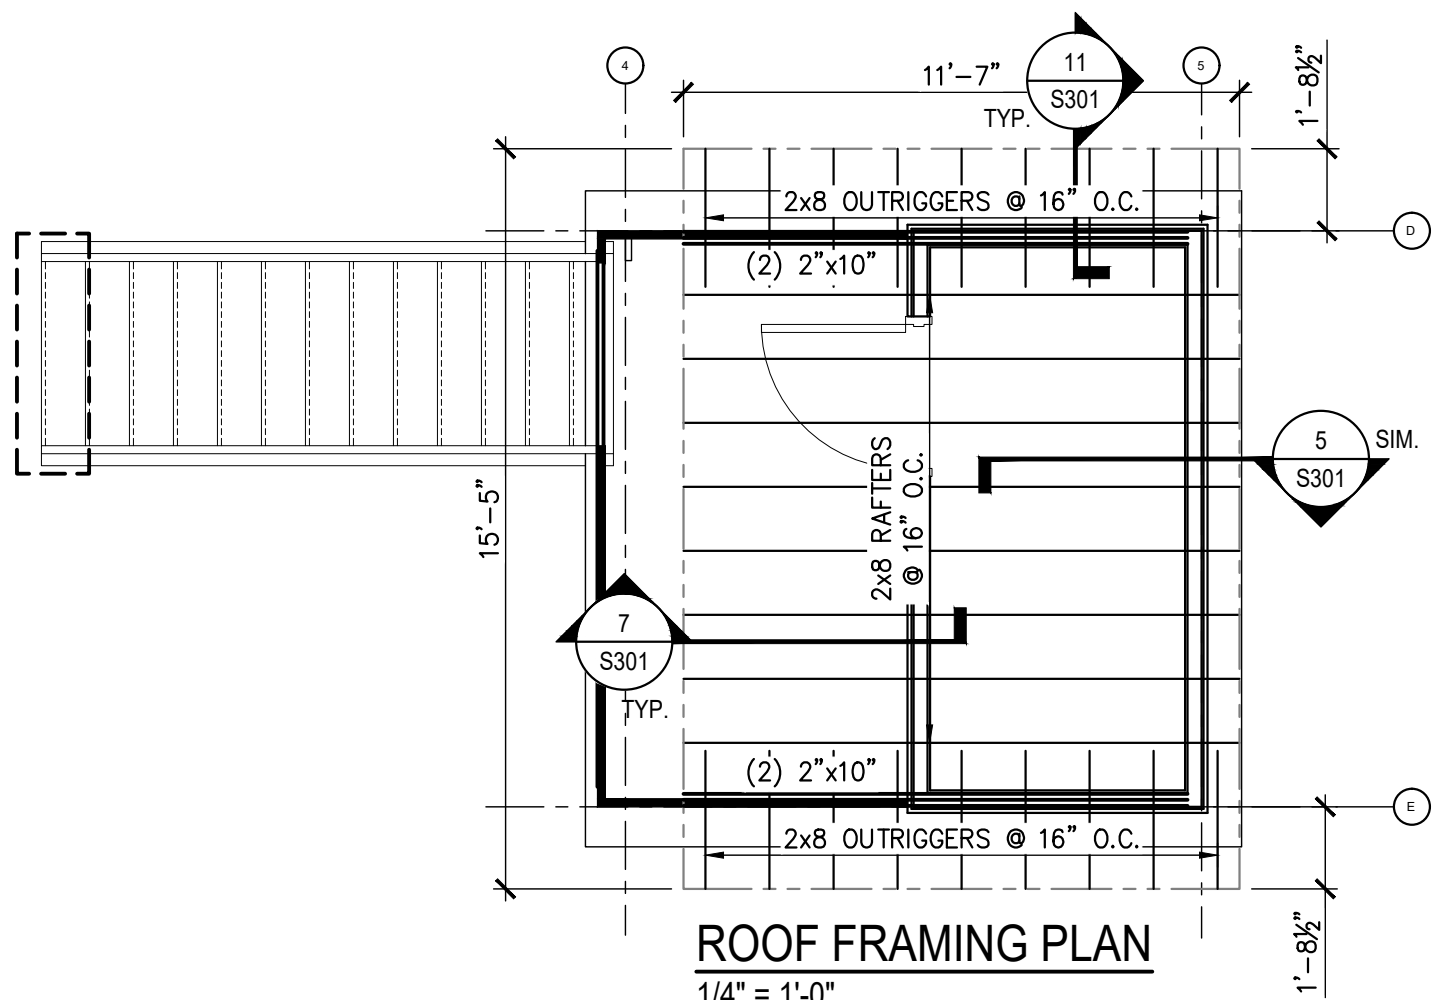 4
11'-7"
11
S301
TYP.
5
1'-8½"
2x8 OUTRIGGERS @ 16" O.C.
D
(2) 2"x10"
5
S301
SIM.
2x8 RAFTERS
@ 16" O.C.
15'-5"
7
S301
TYP.
(2) 2"x10"
E
2x8 OUTRIGGERS @ 16" O.C.
1'-8½"
ROOF FRAMING PLAN
1/4" = 1'-0"